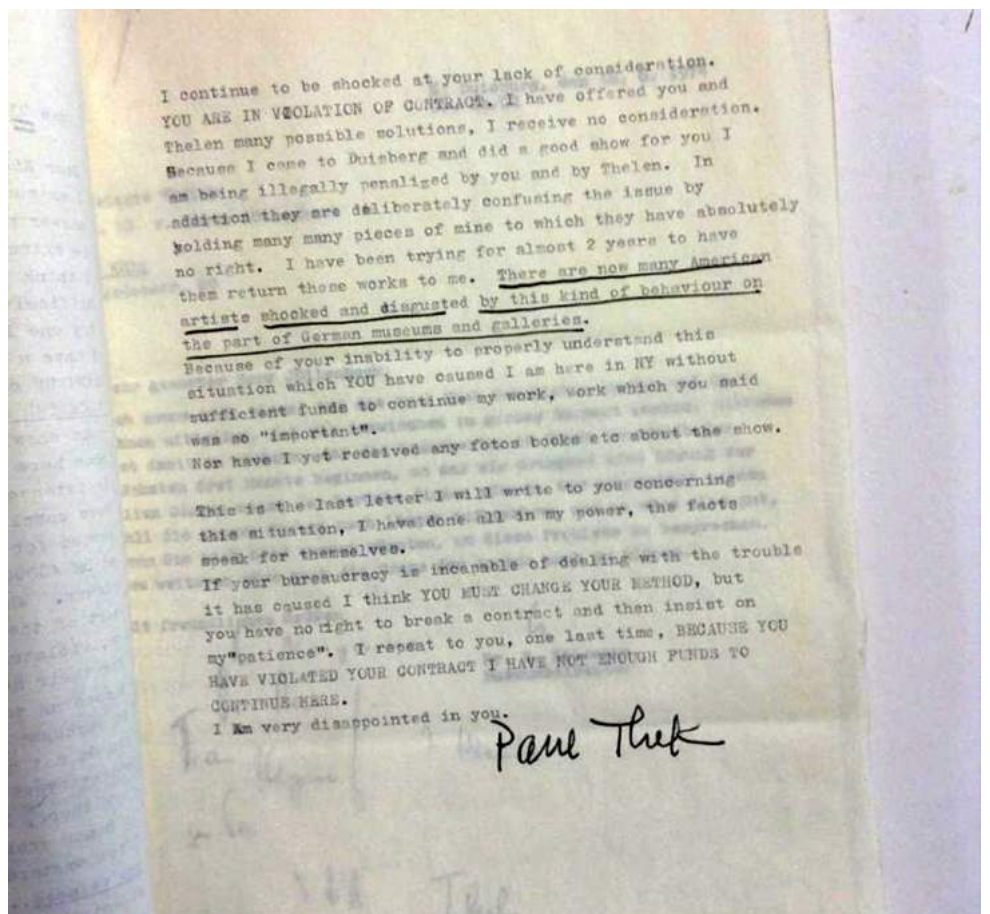 I continue to be shocked at your lack of consideration.
YOU ARE IN VIOLATION OF CONTRACT. I have offered you and
Thelen many possible solutions, I receive no consideration.
Because I came to Duisberg and did a good show for you I
am being illegally penalized by you and by Thelen. In
addition they are deliberately confusing the issue by
holding many many pieces of mine to which they have absolutely
no right. I have been trying for almost 2 years to have
them return these works to me. There are now many American
artists shocked and disgusted by this kind of behaviour on
the part of German museums and galleries.
Because of your inability to properly understand this
situation which YOU have caused I am here in NY without
sufficient funds to continue my work, work which you said
was so "important".
Nor have I yet received any fotos books etc about the show.
This is the last letter I will write to you concerning
this situation, I have done all in my power, the facts
speak for themselves.
If your bureaucracy is incapable of dealing with the trouble
it has caused I think YOU MUST CHANGE YOUR METHOD, but
you have no right to break a contract and then insist on
my"patience". I repeat to you, one last time, BECAUSE YOU
HAVE VIOLATED YOUR CONTRACT I HAVE NOT ENOUGH FUNDS TO
CONTINUE HERE.
I Am very disappointed in you.
Paul Thek